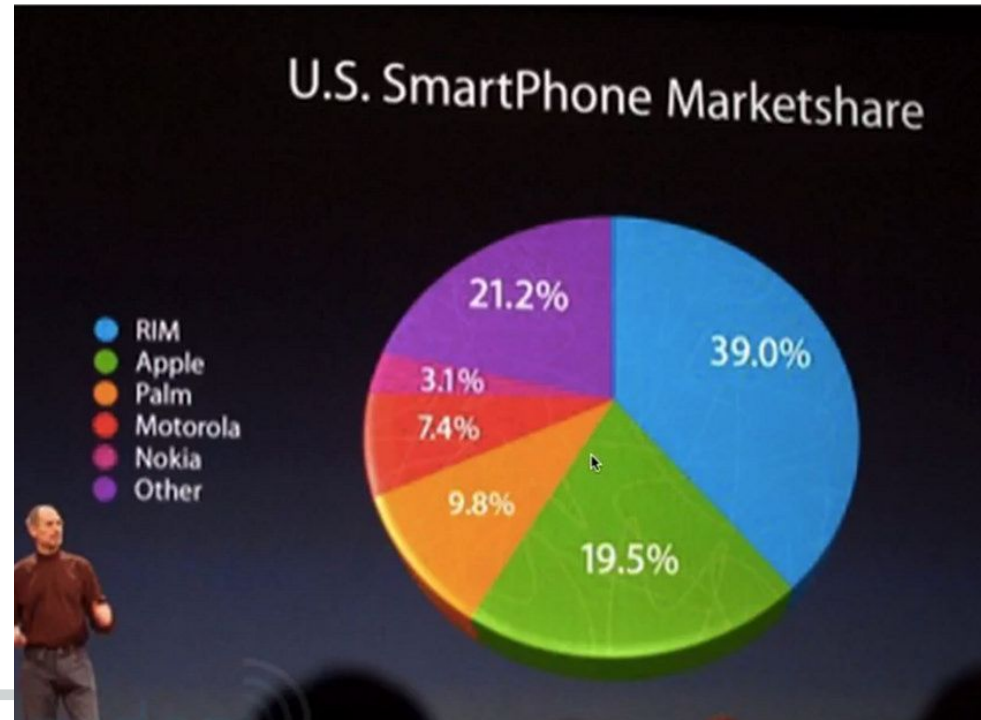 U.S. SmartPhone Marketshare
21.2%
39.0%
3.1%
7.4%
9.8%
19.5%
RIM
Apple
Palm
Motorola
Nokia
Other